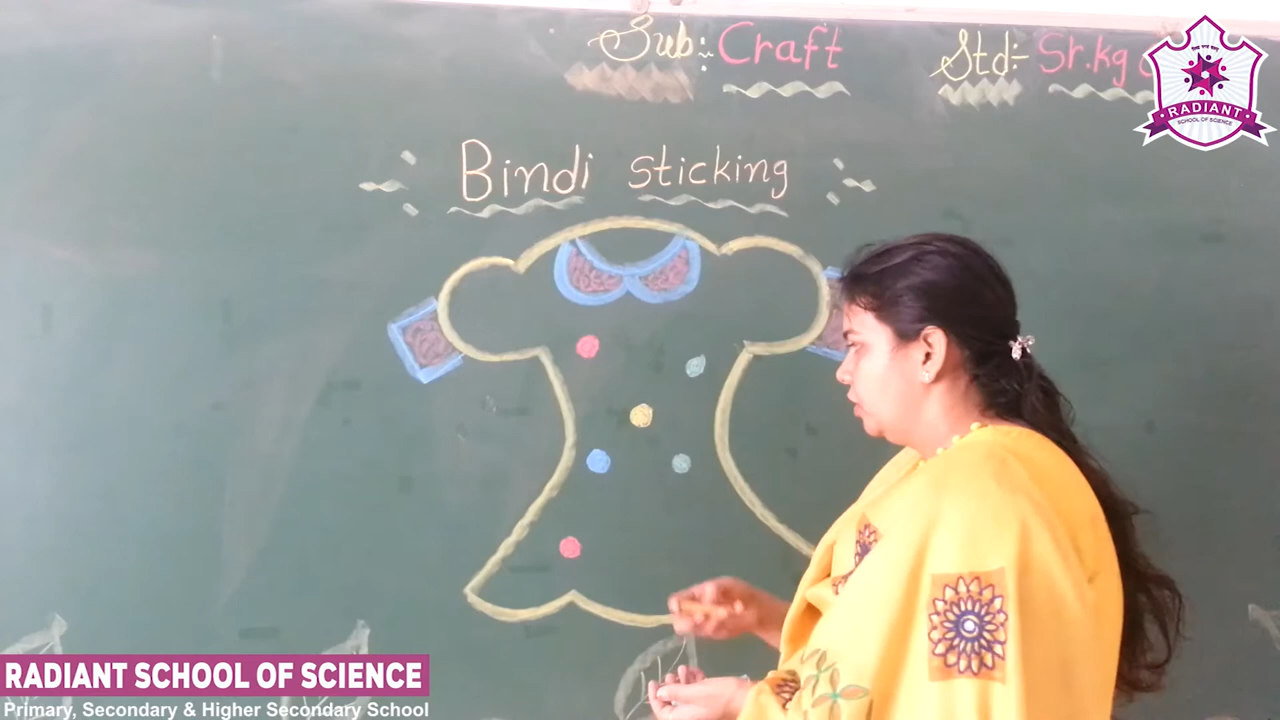 Sub:- Craft
Std:- Sr.kg
Bindi sticking
RADIANT
SCHOOL OF SCIENCE
RADIANT SCHOOL OF SCIENCE
Primary, Secondary & Higher Secondary School